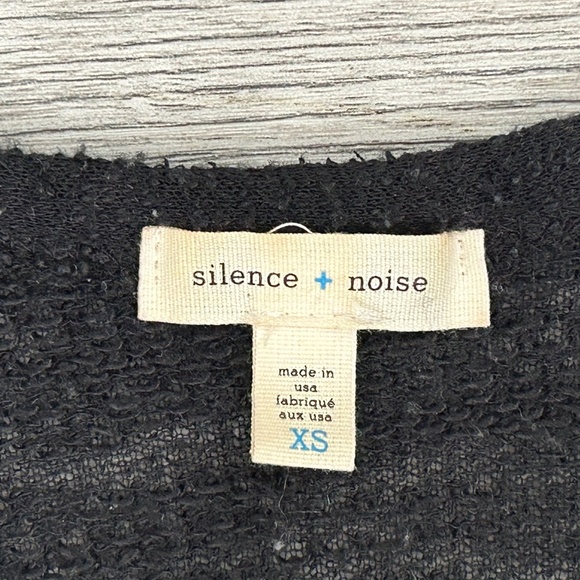 silence + noise
made in
usa
fabriqué
aux usa
XS